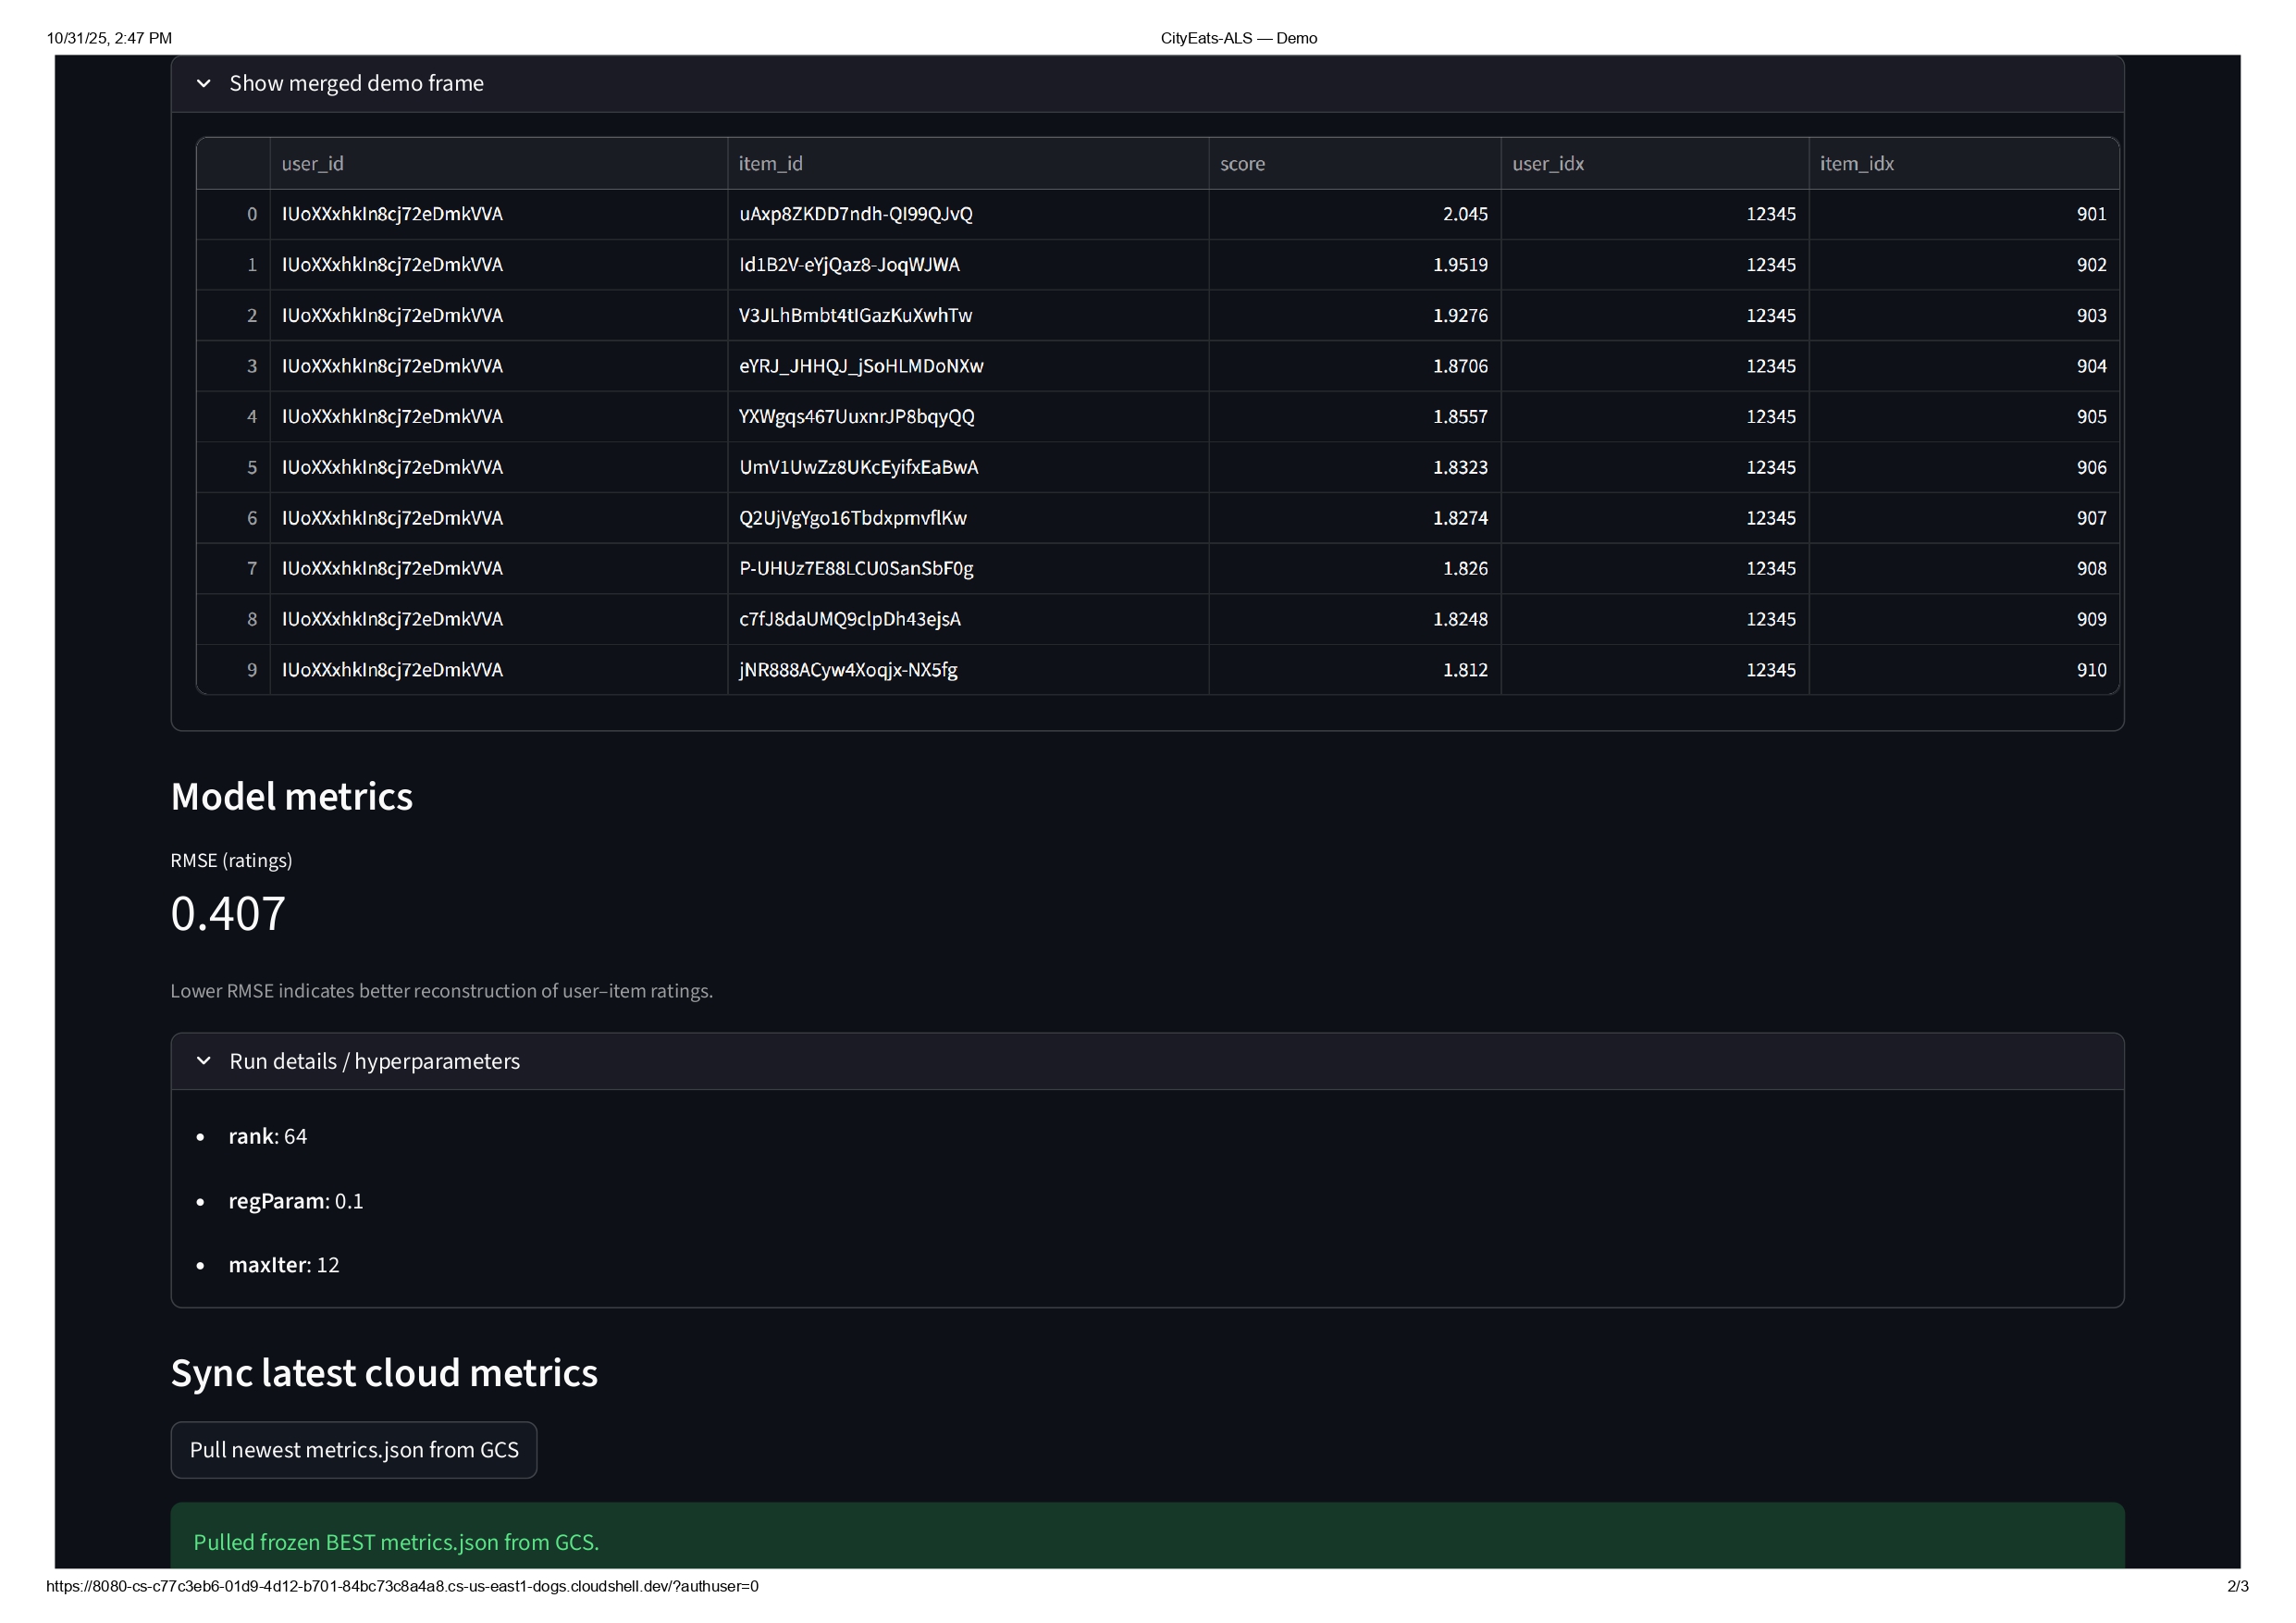 10/31/25, 2:47 PM CityEats-ALS — Demo
Show merged demo frame
user_id item_id score user_idx item_idx
0 IUoXXxhkIn8cj72eDmkVVA uAxp8ZKDD7ndh-QI99QJvQ 2.045 12345 901
1 IUoXXxhkIn8cj72eDmkVVA Id1B2V-eYjQaz8-JoqWJWA 1.9519 12345 902
2 IUoXXxhkIn8cj72eDmkVVA V3JLhBmbt4tIGazKuXwhTw 1.9276 12345 903
3 IUoXXxhkIn8cj72eDmkVVA eYRJ_JHHQJ_jSoHLMDoNXw 1.8706 12345 904
4 IUoXXxhkIn8cj72eDmkVVA YXWgqs467UuxnrJP8bqyQQ 1.8557 12345 905
5 IUoXXxhkIn8cj72eDmkVVA UmV1UwZz8UKcEyifxEaBwA 1.8323 12345 906
6 IUoXXxhkIn8cj72eDmkVVA Q2UjVgYgo16TbdxpmvflKw 1.8274 12345 907
7 IUoXXxhkIn8cj72eDmkVVA P-UHUz7E88LCU0SanSbF0g 1.826 12345 908
8 IUoXXxhkIn8cj72eDmkVVA c7fJ8daUMQ9clpDh43ejsA 1.8248 12345 909
9 IUoXXxhkIn8cj72eDmkVVA jNR888ACyw4Xoqjx-NX5fg 1.812 12345 910
Model metrics
RMSE (ratings)
0.407
Lower RMSE indicates better reconstruction of user–item ratings.
Run details / hyperparameters
• rank: 64
• regParam: 0.1
• maxIter: 12
Sync latest cloud metrics
Pull newest metrics.json from GCS
Pulled frozen BEST metrics.json from GCS.
https://8080-cs-c77c3eb6-01d9-4d12-b701-84bc73c8a4a8.cs-us-east1-dogs.cloudshell.dev/?authuser=0 2/3